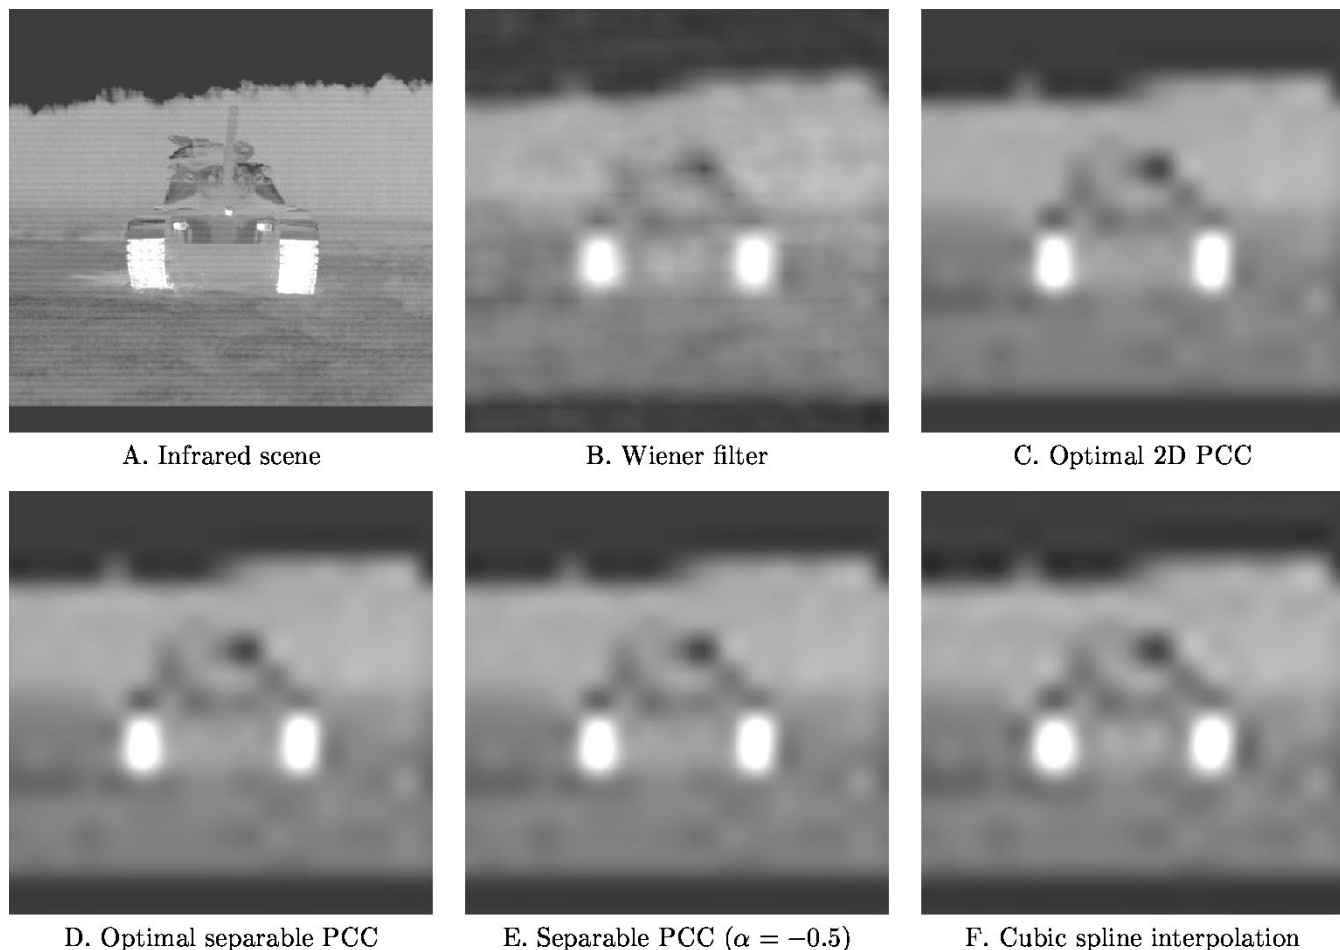 A. Infrared scene
B. Wiener filter
C. Optimal 2D PCC
D. Optimal separable PCC
E. Separable PCC (α = −0.5)
F. Cubic spline interpolation